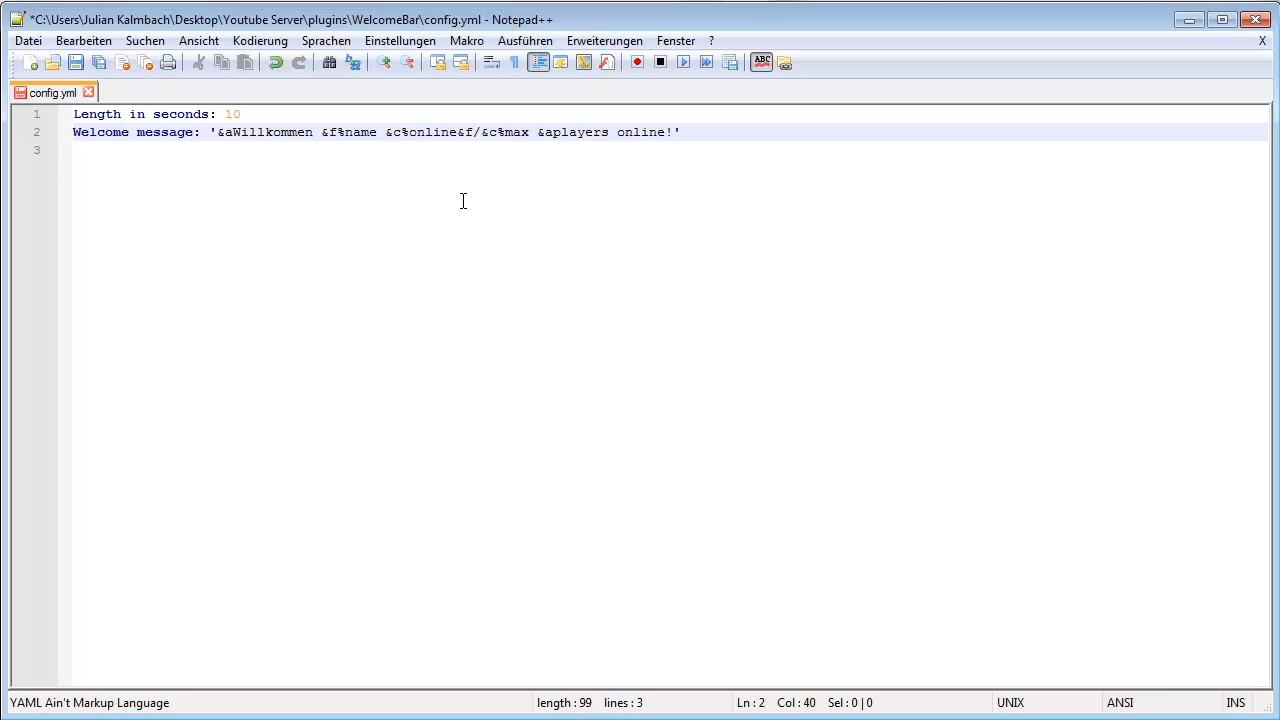 *C:\Users\Julian Kalmbach\Desktop\Youtube Server\plugins\WelcomeBar\config.yml - Notepad++
Datei Bearbeiten Suchen Ansicht Kodierung Sprachen Einstellungen Makro Ausführen Erweiterungen Fenster ? X
ABC
config.yml
1 Length in seconds: 10
2 Welcome message: '&aWillkommen &f%name &c%online&f/&c%max &aplayers online!'
3
YAML Ain't Markup Language length : 99 lines : 3 Ln : 2 Col : 40 Sel : 0 | 0 UNIX ANSI INS